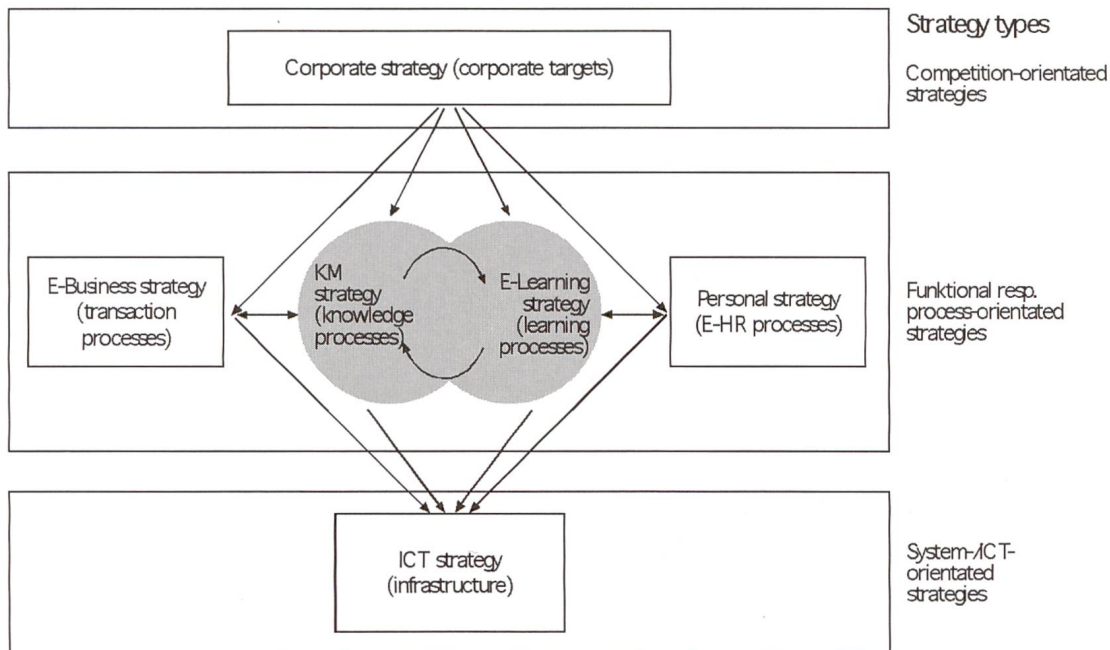 Strategy types
Corporate strategy (corporate targets)
Competition-orientated
strategies
E-Business strategy
(transaction
processes)
KM
strategy
(knowledge
processes)
E-Learning
strategy
(learning
processes)
Personal strategy
(E-HR processes)
Funktional resp.
process-orientated
strategies
ICT strategy
(infrastructure)
System-/ICT-
orientated
strategies